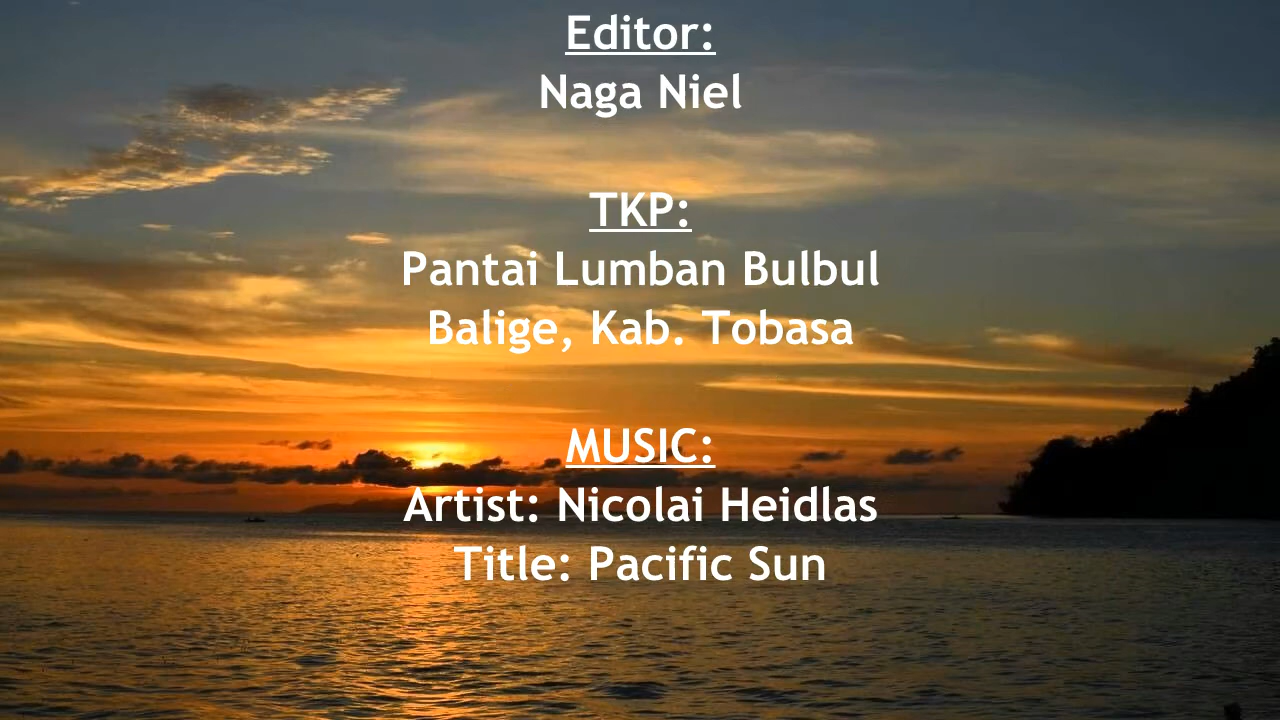 Editor:
Naga Niel
TKP:
Pantai Lumban Bulbul
Balige, Kab. Tobasa
MUSIC:
Artist: Nicolai Heidlas
Title: Pacific Sun